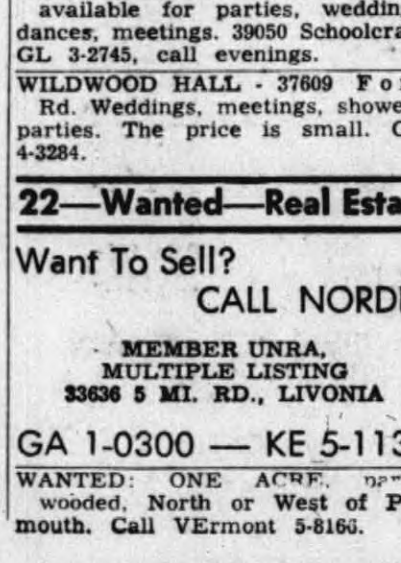 available for parties, weddin
dances, meetings. 39050 Schoolcra
GL 3-2745, call evenings.
WILDWOOD HALL - 37609 Fo
Rd. Weddings, meetings, showe
parties. The price is small. C
4-3284.
22—Wanted—Real Esta
Want To Sell?
CALL NORD
MEMBER UNRA,
MULTIPLE LISTING
33636 5 MI. RD., LIVONIA
GA 1-0300 — KE 5-113
WANTED: ONE ACRE, par
wooded, North or West of P
mouth. Call VErmont 5-8166.